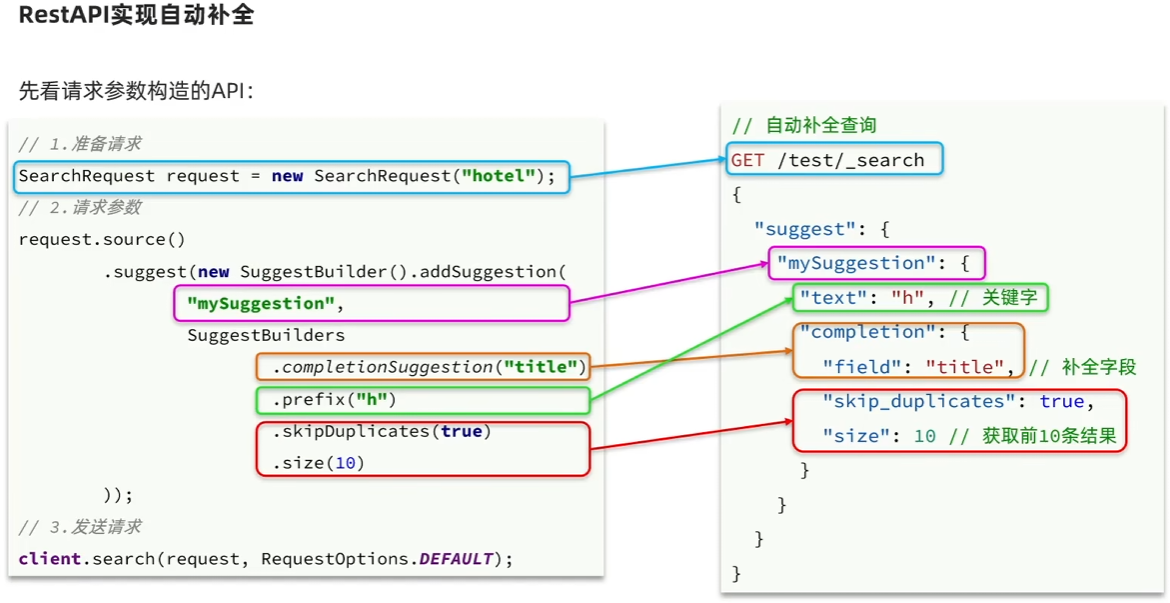 RestAPI实现自动补全
先看请求参数构造的API：
// 1.准备请求
SearchRequest request = new SearchRequest("hotel");
// 2.请求参数
request.source()
.suggest(new SuggestBuilder().addSuggestion(
"mySuggestion",
SuggestBuilders
.completionSuggestion("title")
.prefix("h")
.skipDuplicates(true)
.size(10)
));
// 3.发送请求
client.search(request, RequestOptions.DEFAULT);
// 自动补全查询
GET /test/_search
{
"suggest": {
"mySuggestion": {
"text": "h", // 关键字
"completion": {
"field": "title", // 补全字段
"skip_duplicates": true,
"size": 10 // 获取前10条结果
}
}
}
}